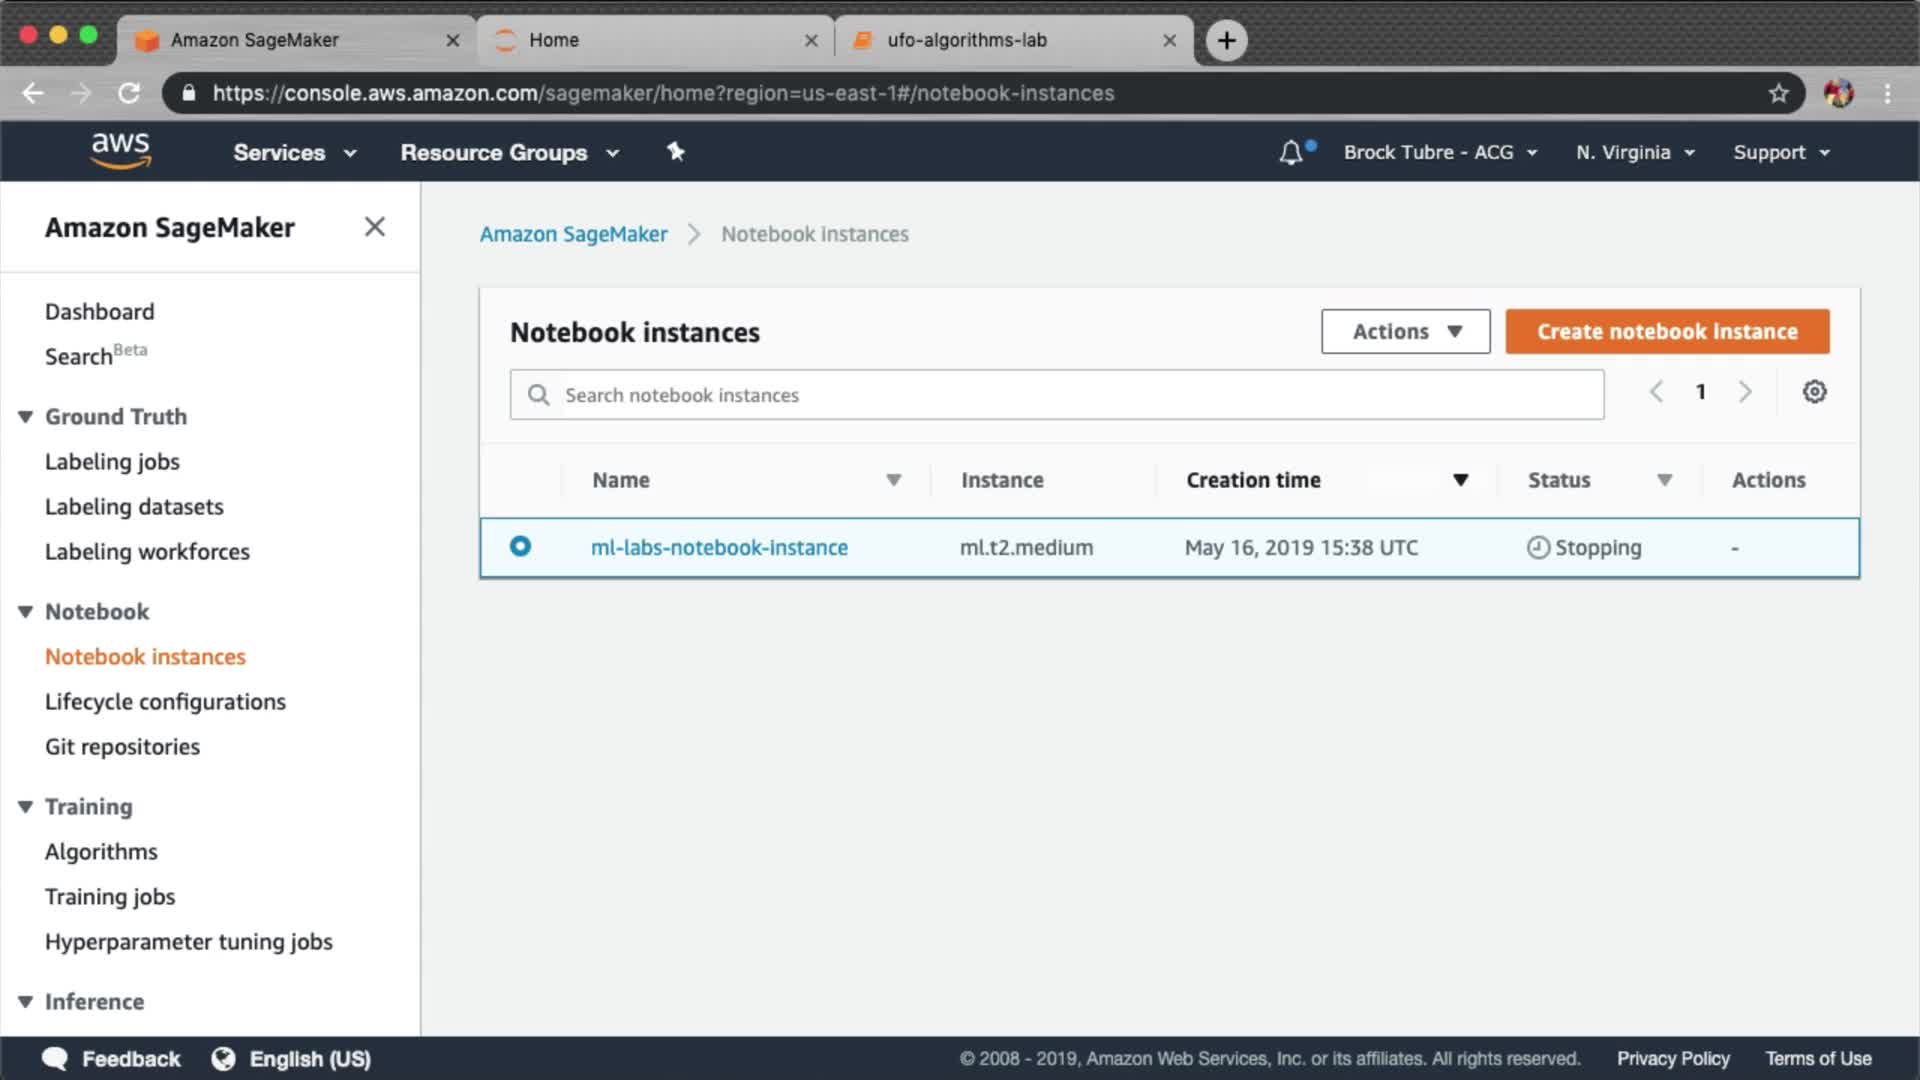 Amazon SageMaker
Home
ufo-algorithms-lab
https://console.aws.amazon.com/sagemaker/home?region=us-east-1#/notebook-instances
aws
Services
Resource Groups
Brock Tubre - ACG
N. Virginia
Support
Amazon SageMaker
Dashboard
Search Beta
Ground Truth
Labeling jobs
Labeling datasets
Labeling workforces
Notebook
Notebook instances
Lifecycle configurations
Git repositories
Training
Algorithms
Training jobs
Hyperparameter tuning jobs
Inference
Amazon SageMaker > Notebook instances
Notebook instances
Actions
Create notebook instance
Search notebook instances
1
Name Instance Creation time Status Actions
ml-labs-notebook-instance ml.t2.medium May 16, 2019 15:38 UTC Stopping -
Feedback
English (US)
© 2008 - 2019, Amazon Web Services, Inc. or its affiliates. All rights reserved.
Privacy Policy
Terms of Use